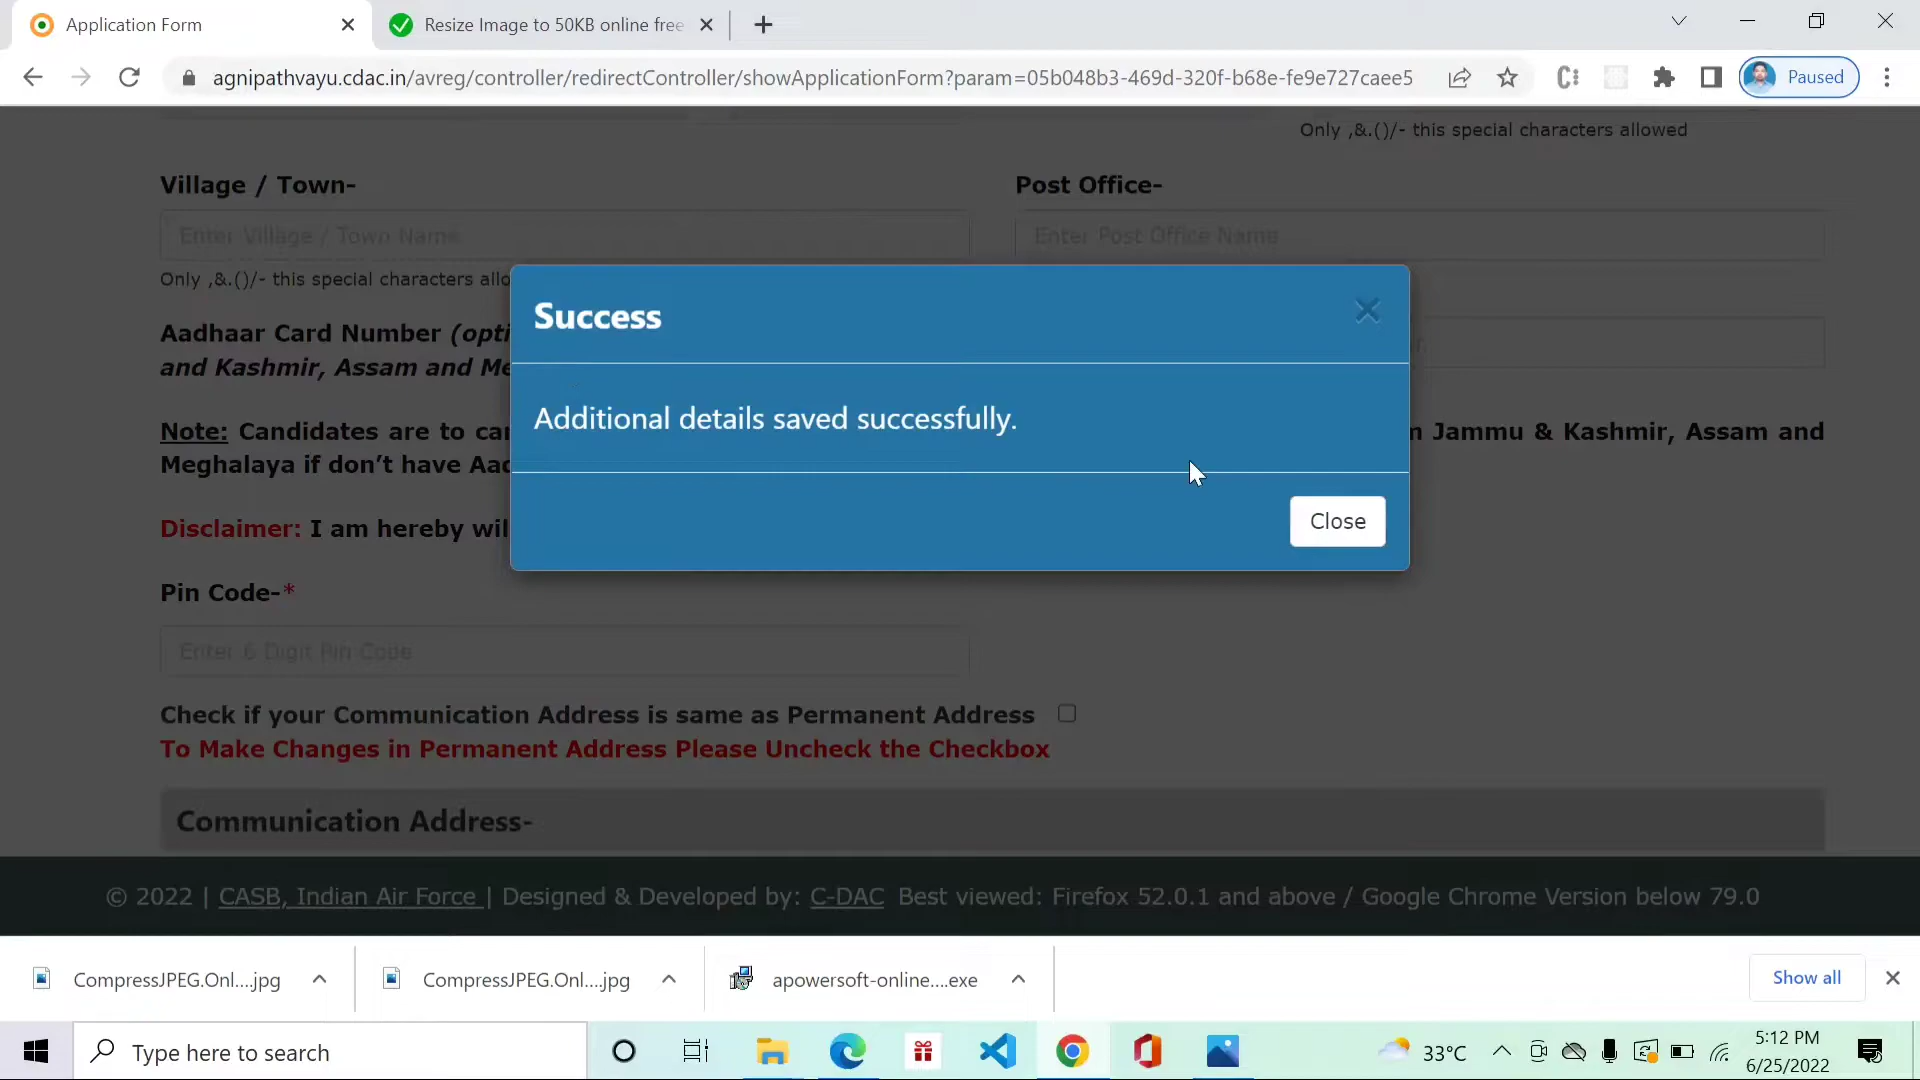 Application Form
Resize Image to 50KB online free
agnipathvayu.cdac.in/avreg/controller/redirectController/showApplicationForm?param=05b048b3-469d-320f-b68e-fe9e727caee5
Paused
Only ,&.()/- this special characters allowed
Village / Town-
Post Office-
Enter Village / Town Name
Enter Post Office Name
Only ,&.()/- this special characters allo
Success
Aadhaar Card Number (opti
and Kashmir, Assam and Me
Additional details saved successfully.
Note: Candidates are to car
n Jammu & Kashmir, Assam and
Meghalaya if don't have Aad
Disclaimer: I am hereby wil
Close
Pin Code-*
Enter 6 Digit Pin Code
Check if your Communication Address is same as Permanent Address
To Make Changes in Permanent Address Please Uncheck the Checkbox
Communication Address-
© 2022 | CASB, Indian Air Force | Designed & Developed by: C-DAC Best viewed: Firefox 52.0.1 and above / Google Chrome Version below 79.0
CompressJPEG.Onl....jpg
CompressJPEG.Onl....jpg
apowersoft-online....exe
Show all
Type here to search
33°C
5:12 PM
6/25/2022